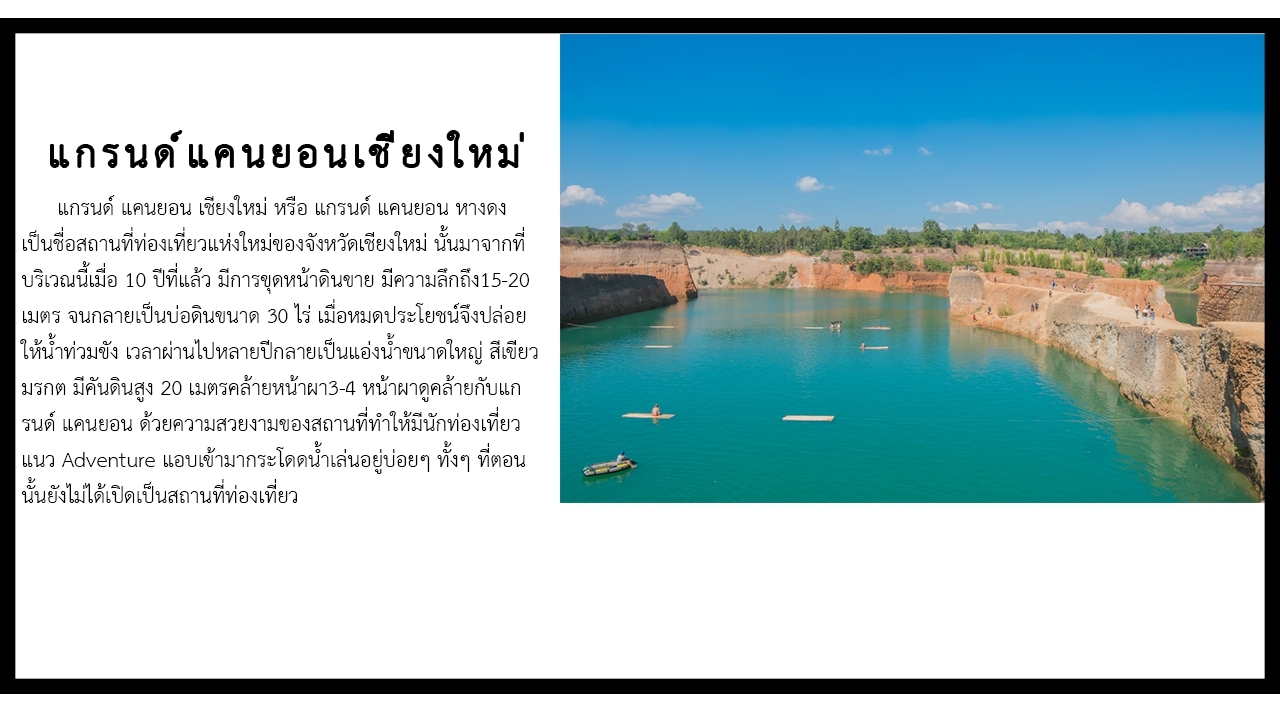 แกรนด์แคนยอนเชียงใหม่
แกรนด์ แคนยอน เชียงใหม่ หรือ แกรนด์ แคนยอน หางดง
เป็นชื่อสถานที่ท่องเที่ยวแห่งใหม่ของจังหวัดเชียงใหม่ นั้นมาจากที่
บริเวณนี้เมื่อ 10 ปีที่แล้ว มีการขุดหน้าดินขาย มีความลึกถึง15-20
เมตร จนกลายเป็นบ่อดินขนาด 30 ไร่ เมื่อหมดประโยชน์จึงปล่อย
ให้น้ำท่วมขัง เวลาผ่านไปหลายปีกลายเป็นแอ่งน้ำขนาดใหญ่ สีเขียว
มรกต มีคันดินสูง 20 เมตรคล้ายหน้าผา3-4 หน้าผาดูคล้ายกับแก
รนด์ แคนยอน ด้วยความสวยงามของสถานที่ทำให้มีนักท่องเที่ยว
แนว Adventure แอบเข้ามากระโดดน้ำเล่นอยู่บ่อยๆ ทั้งๆ ที่ตอน
นั้นยังไม่ได้เปิดเป็นสถานที่ท่องเที่ยว